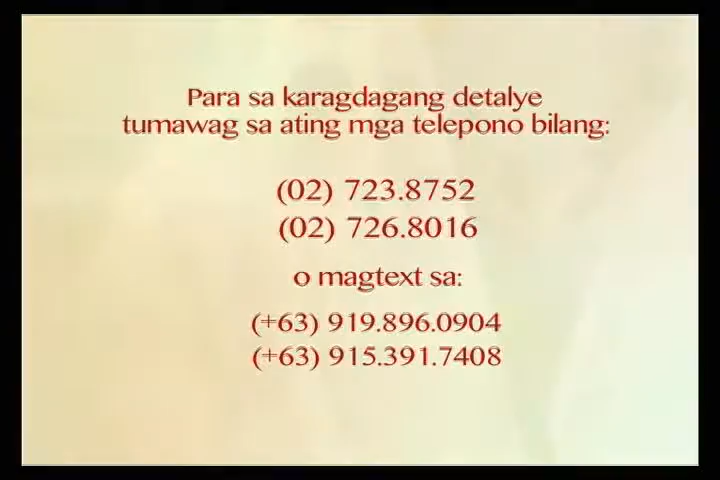 Para sa karagdagang detalye
tumawag sa ating mga telepono bilang:
(02) 723.8752
(02) 726.8016
o magtext sa:
(+63) 919.896.0904
(+63) 915.391.7408